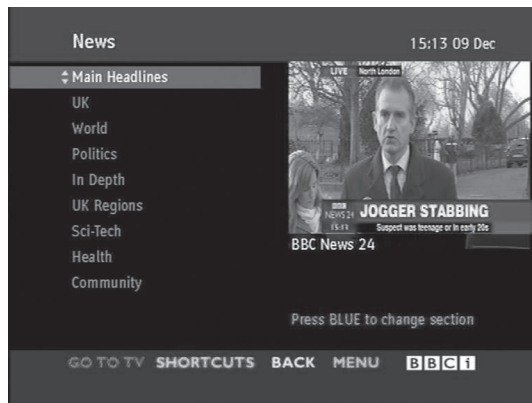 News
15:13 09 Dec
Main Headlines
UK
World
Politics
In Depth
UK Regions
Sci-Tech
Health
Community
LIVE North London
BBC
NEWS 24
15:13
JOGGER STABBING
Suspect was teenage or in early 20s
BBC News 24
Press BLUE to change section
GO TO TV SHORTCUTS BACK MENU BBCi